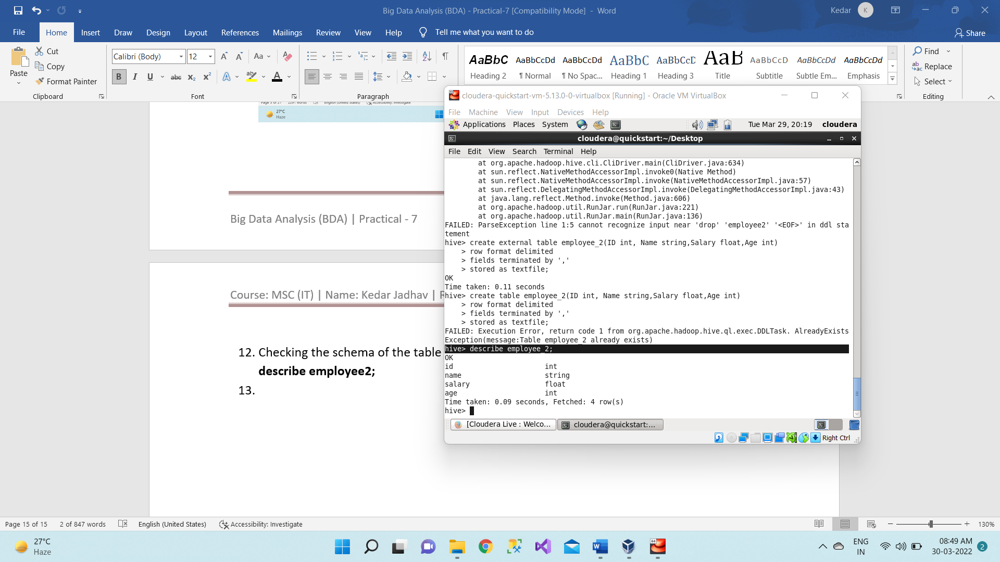 Big Data Analysis (BDA) - Practical-7 [Compatibility Mode] - Word
Kedar
K
File
Home
Insert
Draw
Design
Layout
References
Mailings
Review
View
Help
Tell me what you want to do
Share
Paste
Cut
Copy
Format Painter
Clipboard
Calibri (Body)
12
Font
Paragraph
AaBbC AaBbCcDd AaBbCcDd AaBbC AaBbCcD AaB AaBbCcD AaBbCcDd AaBbCcDd
Heading 2 ¶ Normal ¶ No Spac... Heading 1 Heading 3 Title Subtitle Subtle Em... Emphasis
Find
Replace
Select
Editing
27°C
Haze
Big Data Analysis (BDA) | Practical - 7
Course: MSC (IT) | Name: Kedar Jadhav |
12. Checking the schema of the table
describe employee2;
13.
cloudera-quickstart-vm-5.13.0-0-virtualbox [Running] - Oracle VM VirtualBox
File Machine View Input Devices Help
Applications Places System
Tue Mar 29, 20:19 cloudera
cloudera@quickstart:~/Desktop
File Edit View Search Terminal Help
at org.apache.hadoop.hive.cli.CliDriver.main(CliDriver.java:634)
at sun.reflect.NativeMethodAccessorImpl.invoke0(Native Method)
at sun.reflect.NativeMethodAccessorImpl.invoke(NativeMethodAccessorImpl.java:57)
at sun.reflect.DelegatingMethodAccessorImpl.invoke(DelegatingMethodAccessorImpl.java:43)
at java.lang.reflect.Method.invoke(Method.java:606)
at org.apache.hadoop.util.RunJar.run(RunJar.java:221)
at org.apache.hadoop.util.RunJar.main(RunJar.java:136)
FAILED: ParseException line 1:5 cannot recognize input near 'drop' 'employee2' '<EOF>' in ddl sta
tement
hive> create external table employee_2(ID int, Name string,Salary float,Age int)
> row format delimited
> fields terminated by ','
> stored as textfile;
OK
Time taken: 0.11 seconds
hive> create table employee_2(ID int, Name string,Salary float,Age int)
> row format delimited
> fields terminated by ','
> stored as textfile;
FAILED: Execution Error, return code 1 from org.apache.hadoop.hive.ql.exec.DDLTask. AlreadyExists
Exception(message:Table employee_2 already exists)
hive> describe employee_2;
OK
id int
name string
salary float
age int
Time taken: 0.09 seconds, Fetched: 4 row(s)
hive>
[Cloudera Live : Welco...
cloudera@quickstart:...
Right Ctrl
Page 15 of 15
2 of 847 words
English (United States)
Accessibility: Investigate
130%
27°C
Haze
ENG
IN
08:49 AM
30-03-2022
2